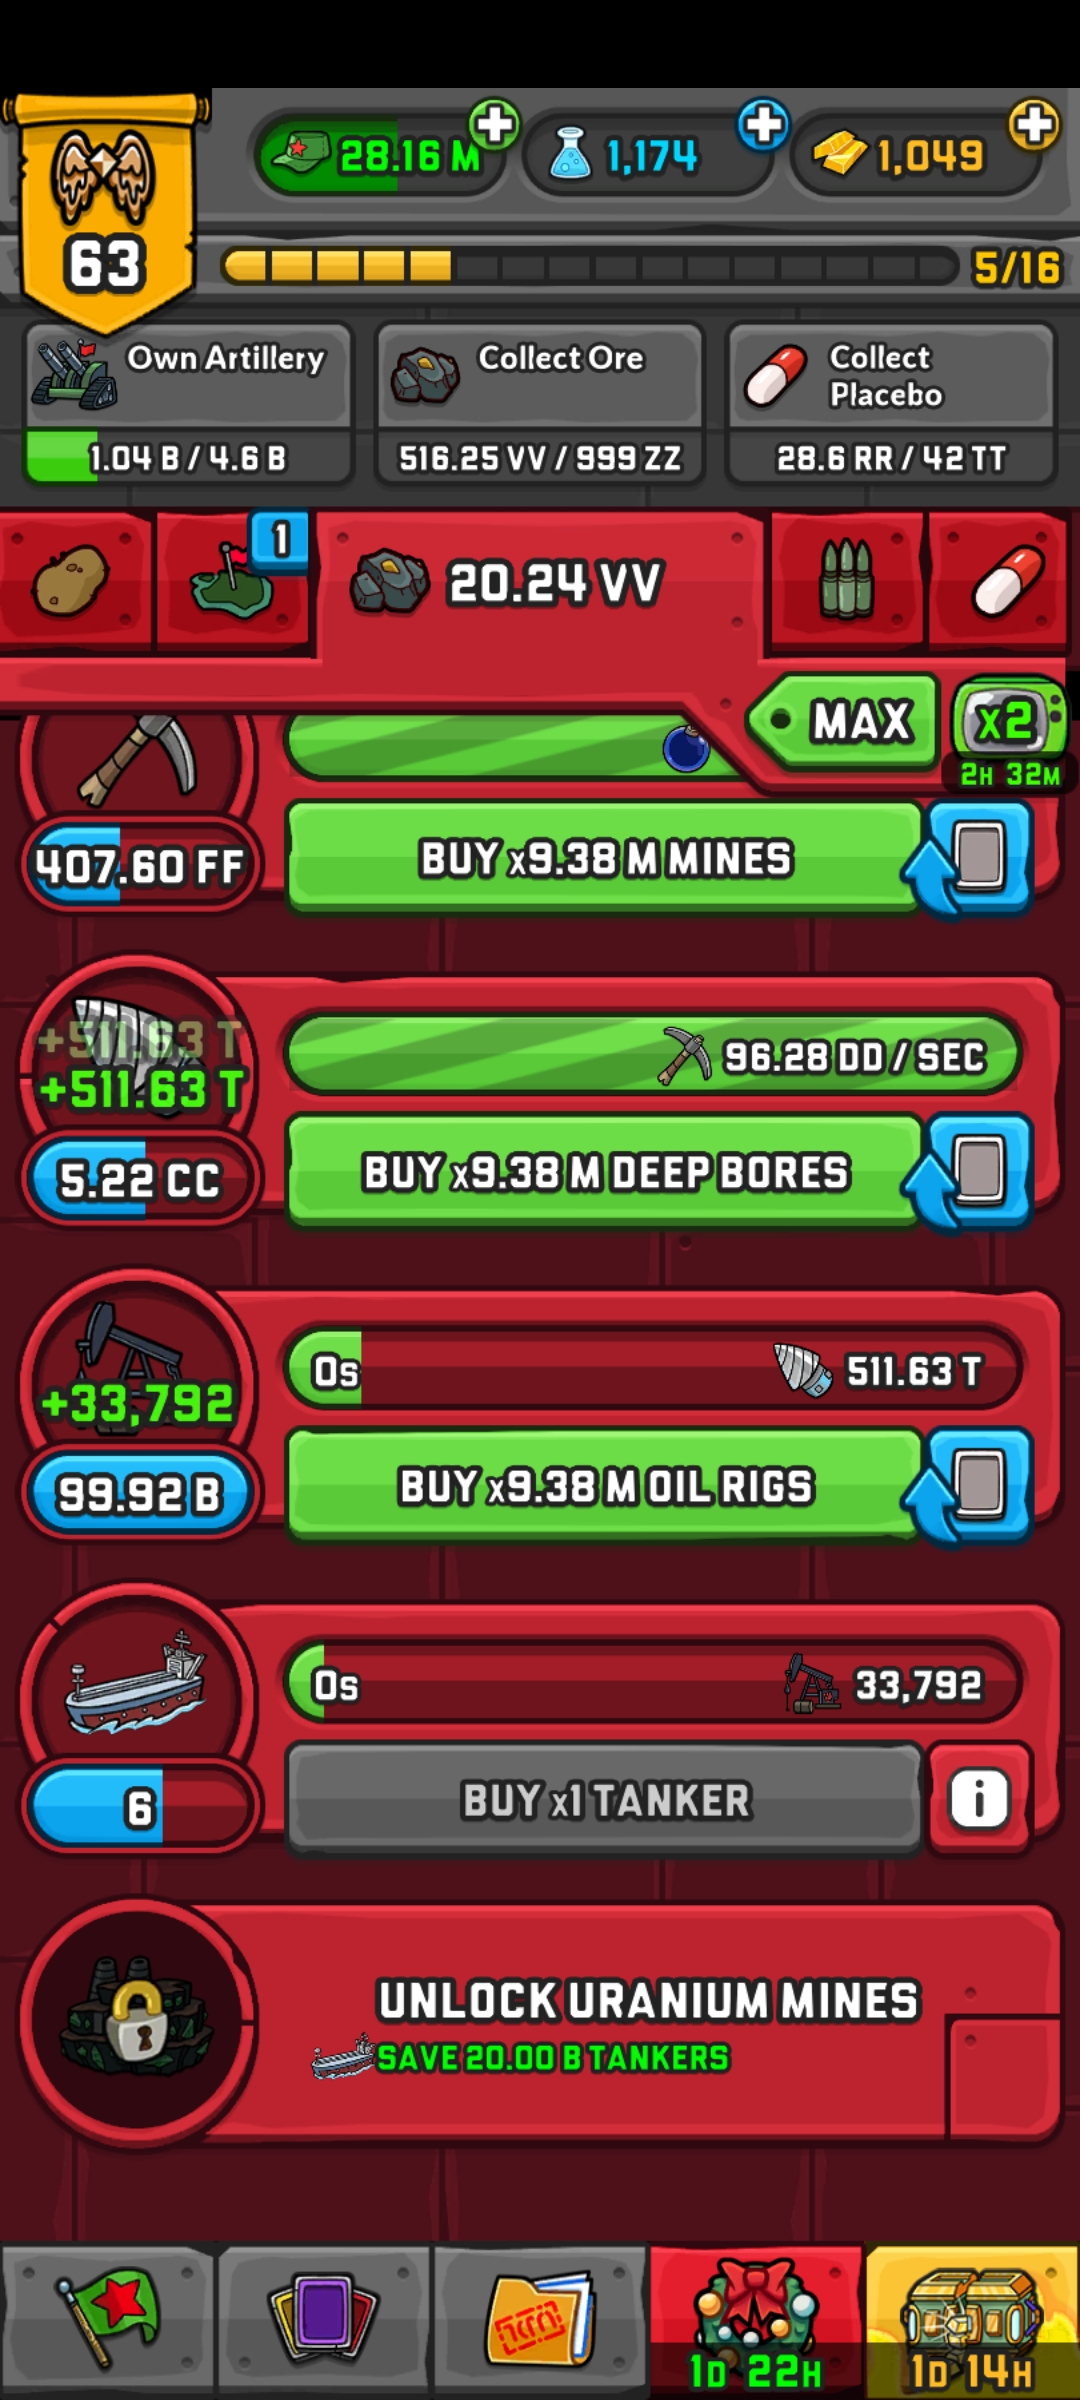 28.16 M
1,174
1,049
63
5/16
Own Artillery
1.04 B / 4.6 B
Collect Ore
516.25 VV / 999 ZZ
Collect
Placebo
28.6 RR / 42 TT
1
20.24 VV
MAX
x2
2H 32M
407.60 FF
BUY x9.38 M MINES
+511.63 T
+511.63 T
96.28 DD / SEC
5.22 CC
BUY x9.38 M DEEP BORES
0s
511.63 T
+33,792
99.92 B
BUY x9.38 M OIL RIGS
0s
33,792
6
BUY x1 TANKER
i
UNLOCK URANIUM MINES
SAVE 20.00 B TANKERS
1D 22H
1D 14H